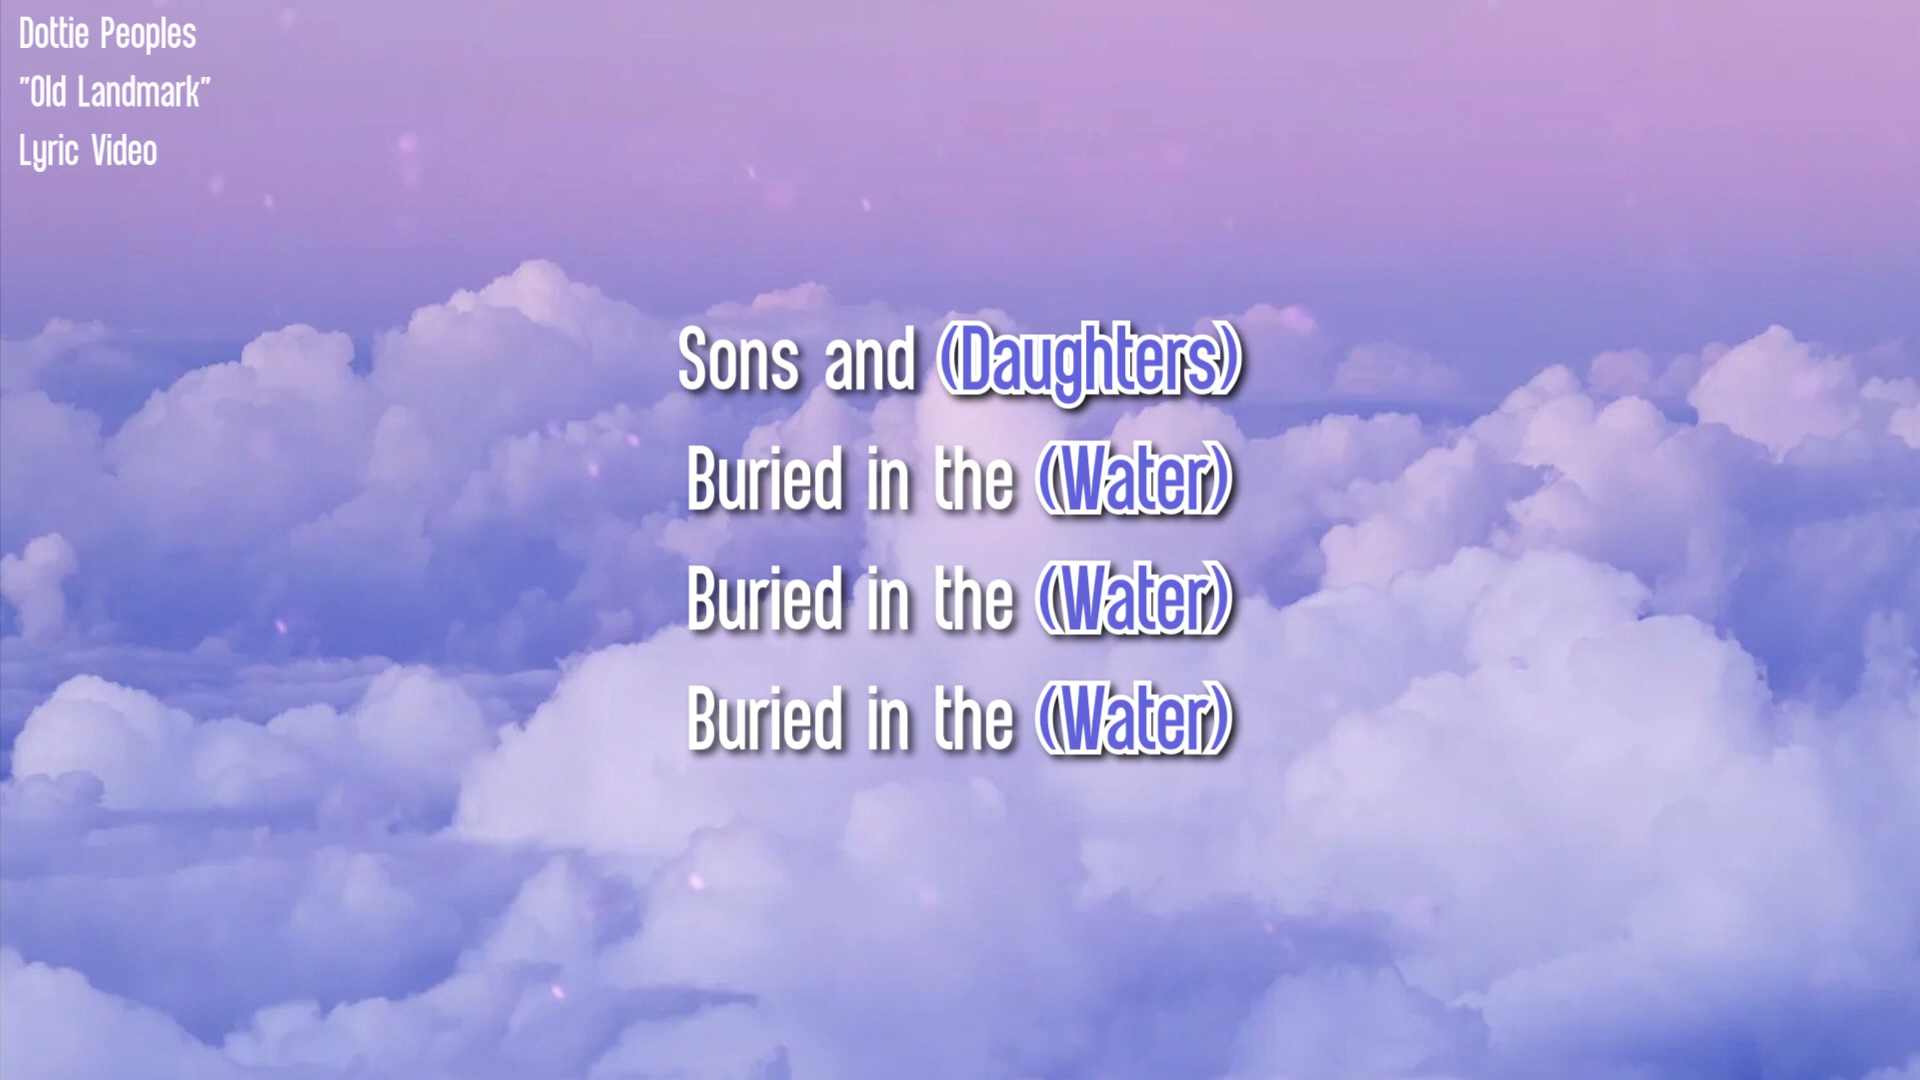 Dottie Peoples
"Old Landmark"
Lyric Video
Sons and (Daughters)
Buried in the (Water)
Buried in the (Water)
Buried in the (Water)